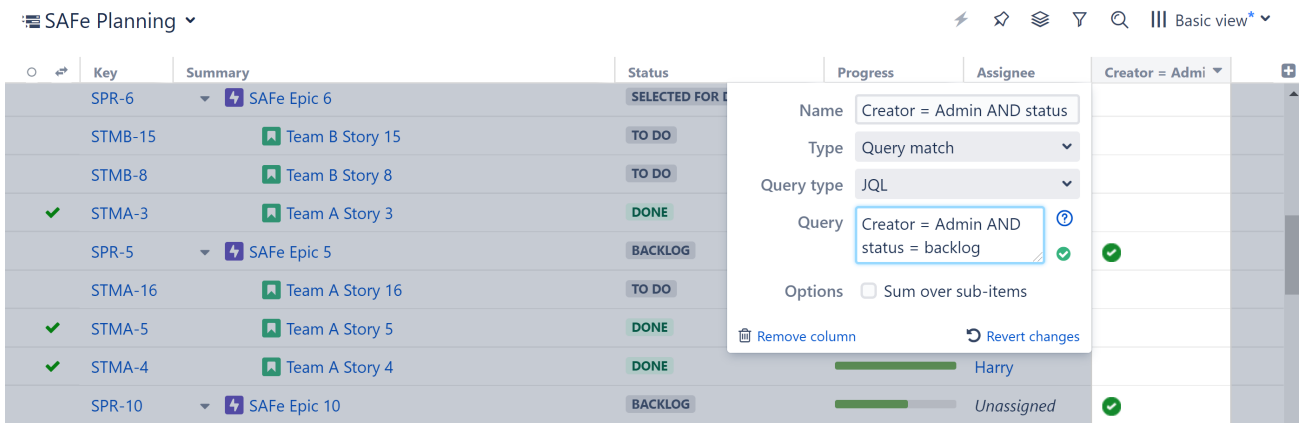 SAFe Planning
Basic view*
Key Summary Status Progress Assignee Creator = Admi
SPR-6 SAFe Epic 6 SELECTED FOR D
STMB-15 Team B Story 15 TO DO
STMB-8 Team B Story 8 TO DO
STMA-3 Team A Story 3 DONE
SPR-5 SAFe Epic 5 BACKLOG
STMA-16 Team A Story 16 TO DO
STMA-5 Team A Story 5 DONE
STMA-4 Team A Story 4 DONE Harry
SPR-10 SAFe Epic 10 BACKLOG Unassigned
Name Creator = Admin AND status
Type Query match
Query type JQL
Query Creator = Admin AND
status = backlog
Options Sum over sub-items
Remove column Revert changes